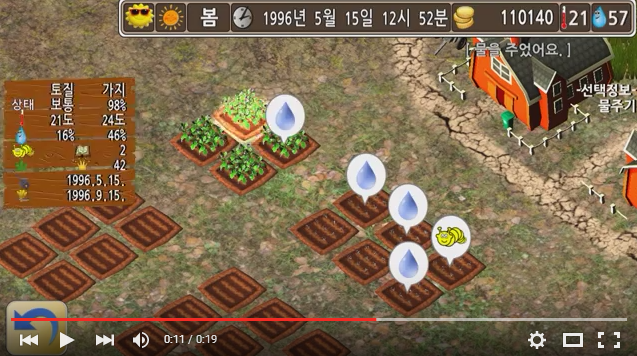 봄 1996년 5월 15일 12시 52분 110140 21 57
[ 물을 주었어요. ]
-선택정보-
물주기
토질 가지
상태 보통 98%
21도 24도
16% 46%
2
42
1996.5.15.
1996.9.15.
0:11 / 0:19